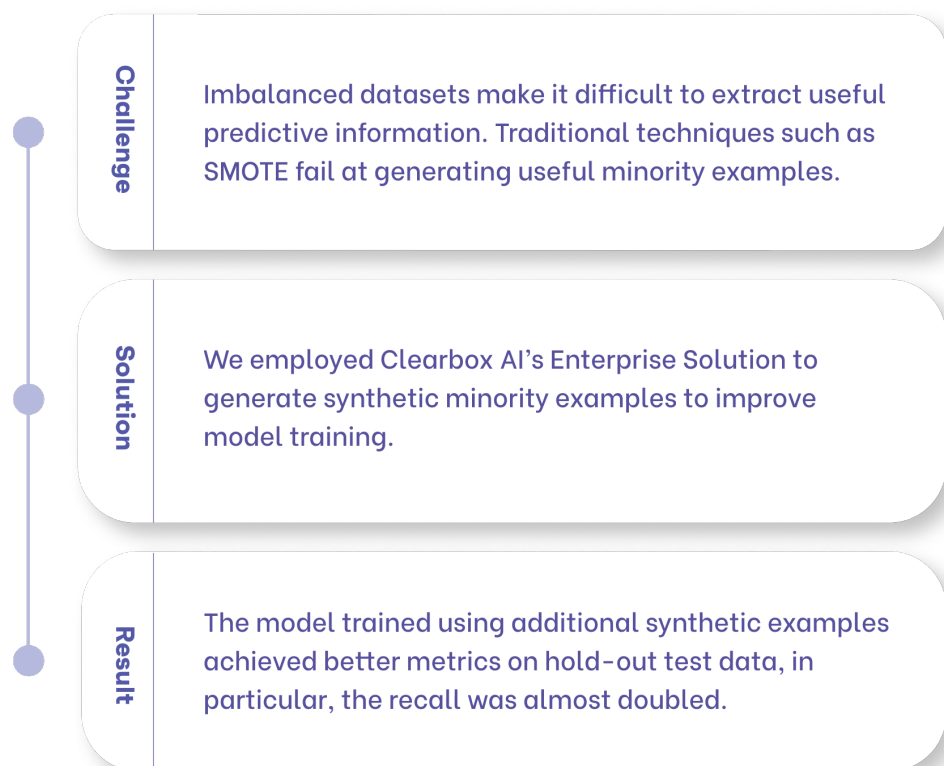 Challenge
Imbalanced datasets make it difficult to extract useful
predictive information. Traditional techniques such as
SMOTE fail at generating useful minority examples.
Solution
We employed Clearbox AI’s Enterprise Solution to
generate synthetic minority examples to improve
model training.
Result
The model trained using additional synthetic examples
achieved better metrics on hold-out test data, in
particular, the recall was almost doubled.